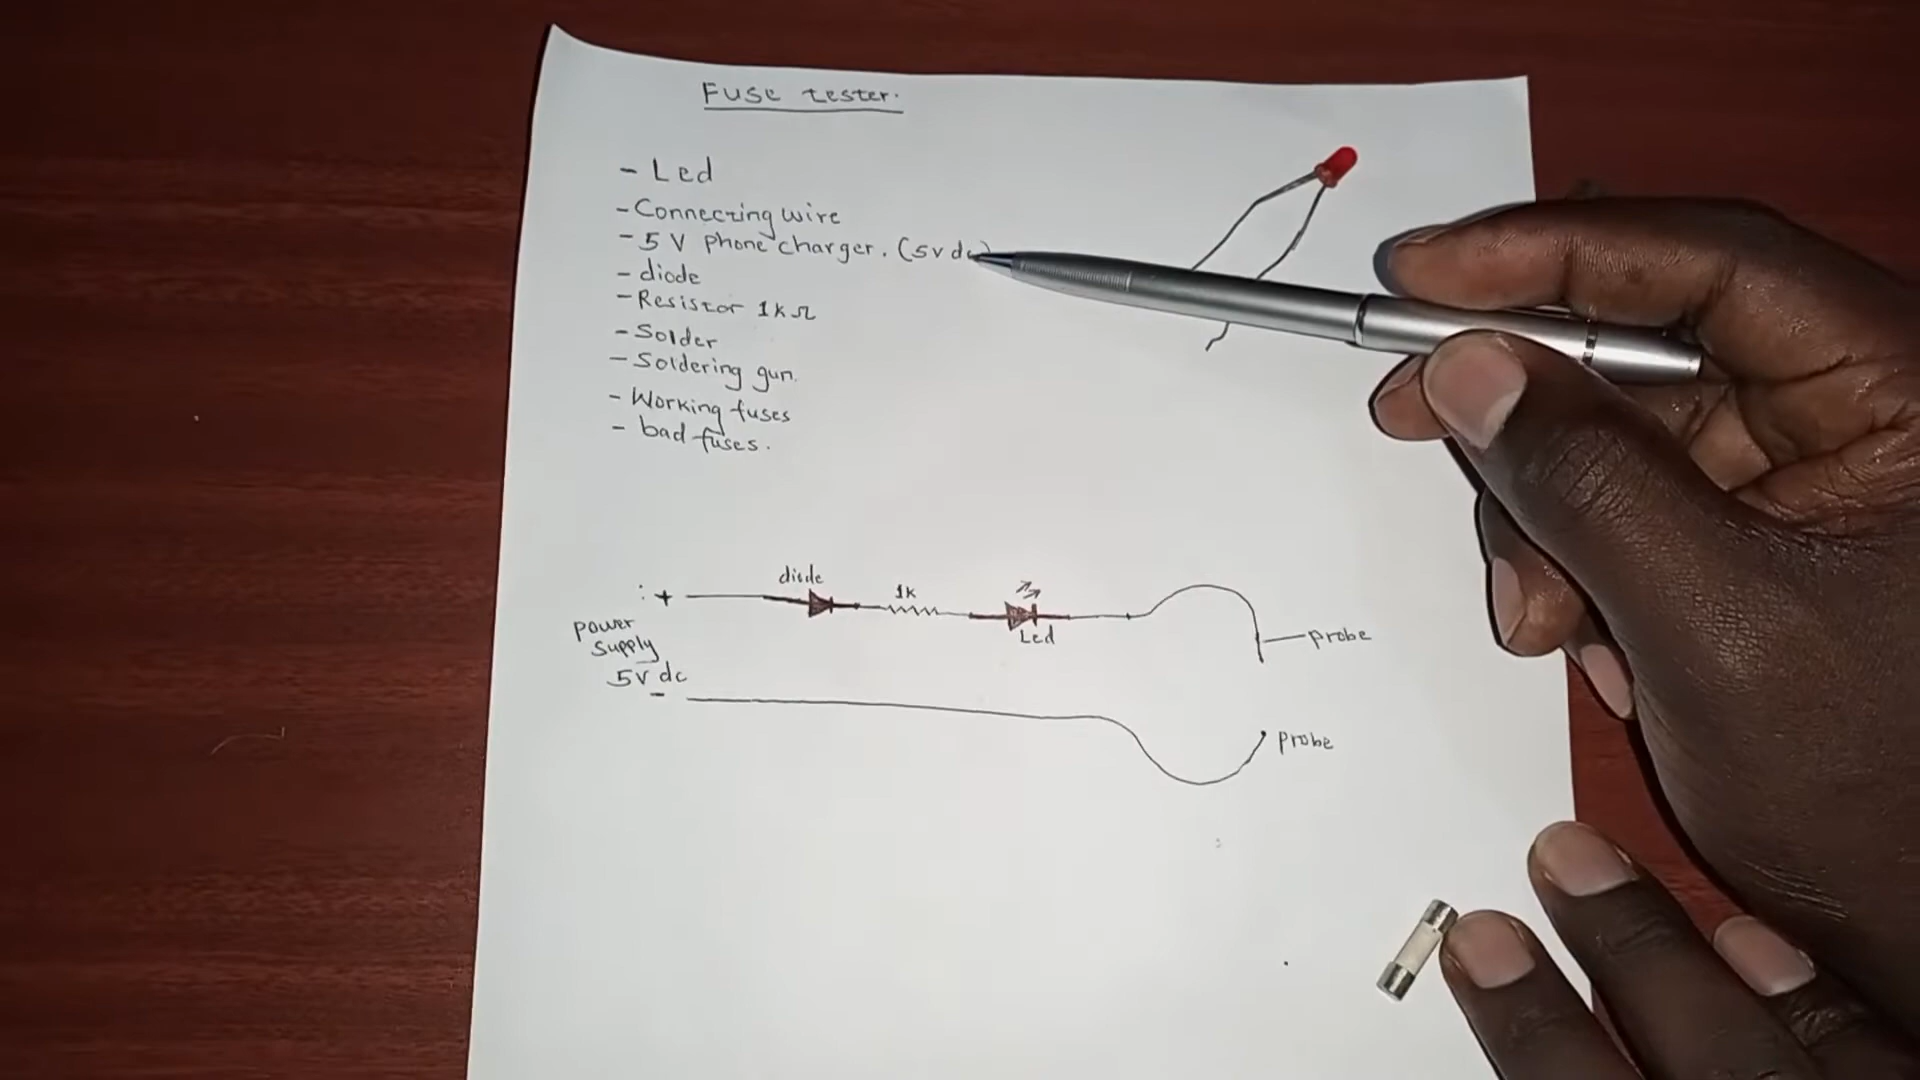 Fuse tester.
- Led
- Connecting wire
- 5 V phone charger. (5v dc)
- diode
- Resistor 1kΩ
- Solder
- Soldering gun.
- Working fuses
- bad fuses.
diode
1k
Led
+
power
supply
5v dc
-
probe
probe